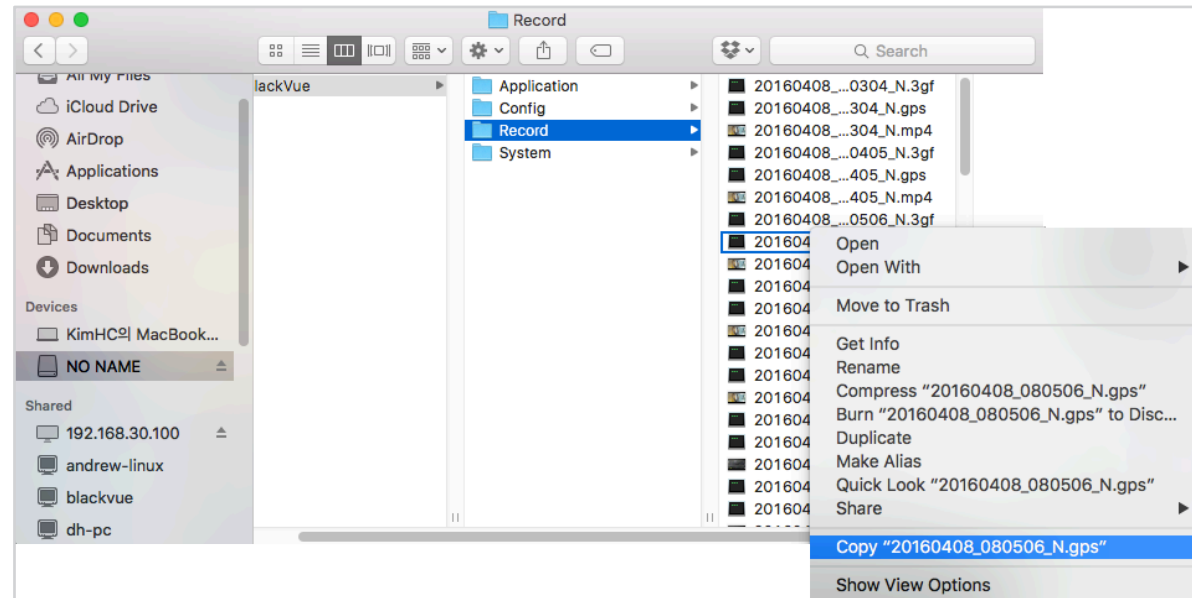 Record
Search
All My Files
iCloud Drive
AirDrop
Applications
Desktop
Documents
Downloads
Devices
KimHC의 MacBook...
NO NAME
Shared
192.168.30.100
andrew-linux
blackvue
dh-pc
lackVue
Application
Config
Record
System
20160408_...0304_N.3gf
20160408_...304_N.gps
20160408_...304_N.mp4
20160408_...0405_N.3gf
20160408_...405_N.gps
20160408_...405_N.mp4
20160408_...0506_N.3gf
201604
201604
201604
201604
201604
201604
201604
201604
201604
201604
201604
201604
201604
Open
Open With
Move to Trash
Get Info
Rename
Compress “20160408_080506_N.gps”
Burn “20160408_080506_N.gps” to Disc...
Duplicate
Make Alias
Quick Look “20160408_080506_N.gps”
Share
Copy “20160408_080506_N.gps”
Show View Options